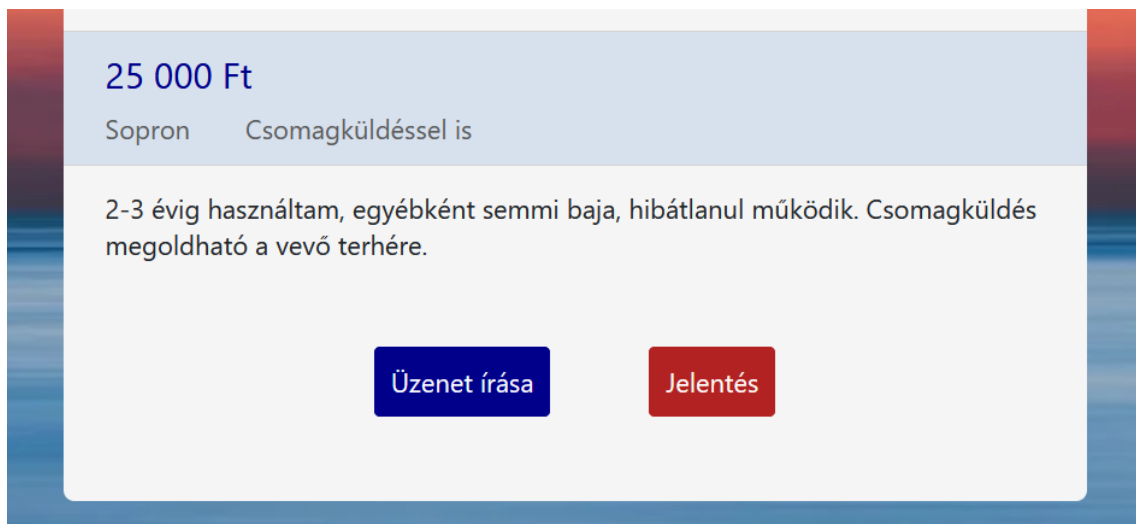 25 000 Ft
Sopron Csomagküldéssel is
2-3 évig használtam, egyébként semmi baja, hibátlanul működik. Csomagküldés
megoldható a vevő terhére.
Üzenet írása Jelentés